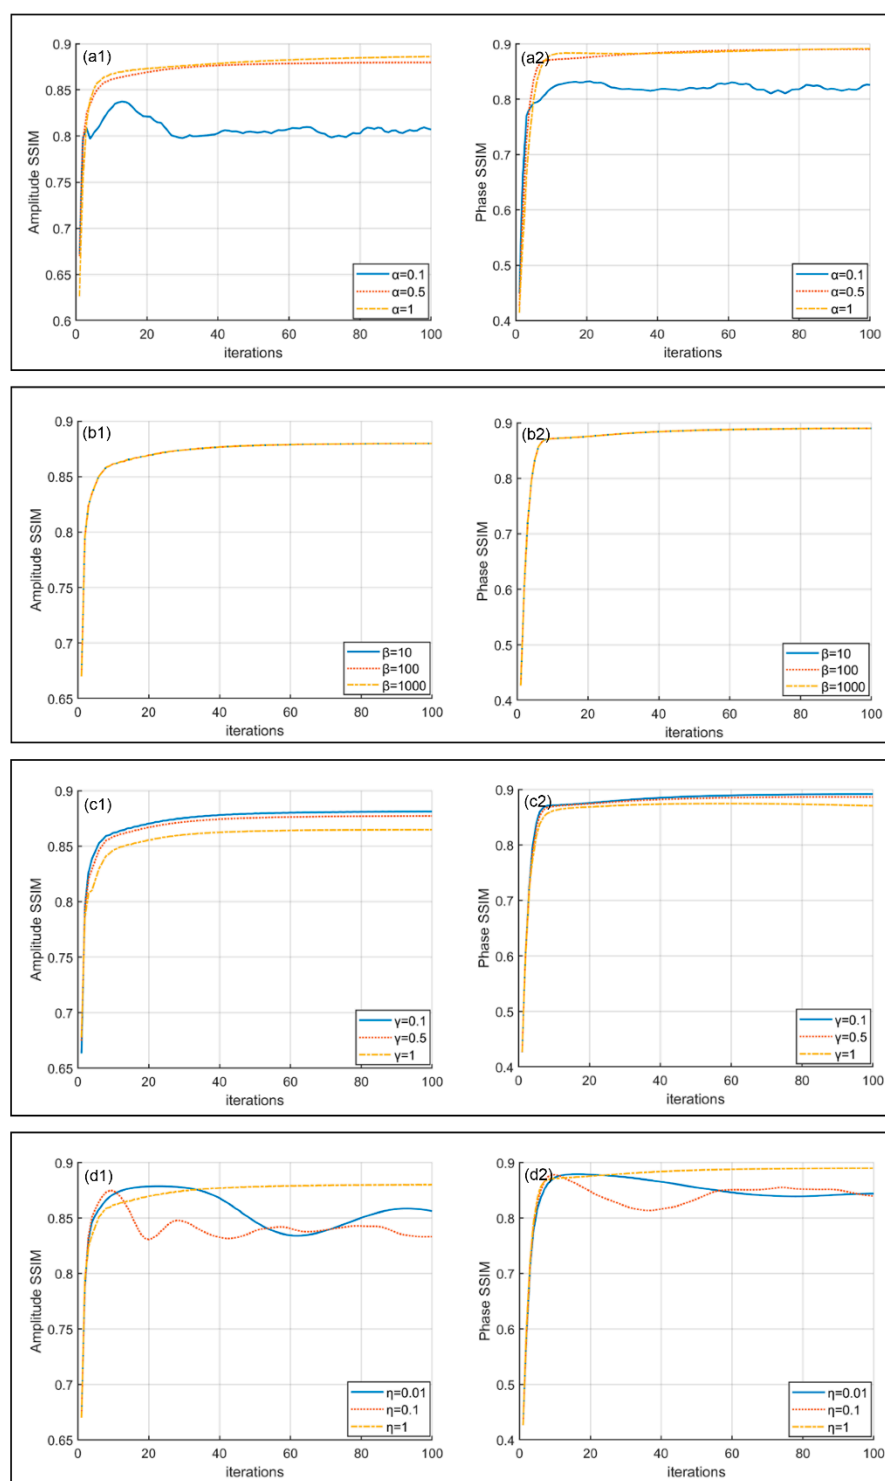 (a1)
0.9
0.85
0.8
0.75
0.7
0.65
0.6
Amplitude SSIM
0 20 40 60 80 100
iterations
α=0.1
α=0.5
α=1
(a2)
0.9
0.8
0.7
0.6
0.5
0.4
Phase SSIM
0 20 40 60 80 100
iterations
α=0.1
α=0.5
α=1
(b1)
0.9
0.85
0.8
0.75
0.7
0.65
Amplitude SSIM
0 20 40 60 80 100
iterations
β=10
β=100
β=1000
(b2)
0.9
0.8
0.7
0.6
0.5
0.4
Phase SSIM
0 20 40 60 80 100
iterations
β=10
β=100
β=1000
(c1)
0.9
0.85
0.8
0.75
0.7
0.65
Amplitude SSIM
0 20 40 60 80 100
iterations
γ=0.1
γ=0.5
γ=1
(c2)
0.9
0.8
0.7
0.6
0.5
0.4
Phase SSIM
0 20 40 60 80 100
iterations
γ=0.1
γ=0.5
γ=1
(d1)
0.9
0.85
0.8
0.75
0.7
0.65
Amplitude SSIM
0 20 40 60 80 100
iterations
η=0.01
η=0.1
η=1
(d2)
0.9
0.8
0.7
0.6
0.5
0.4
Phase SSIM
0 20 40 60 80 100
iterations
η=0.01
η=0.1
η=1